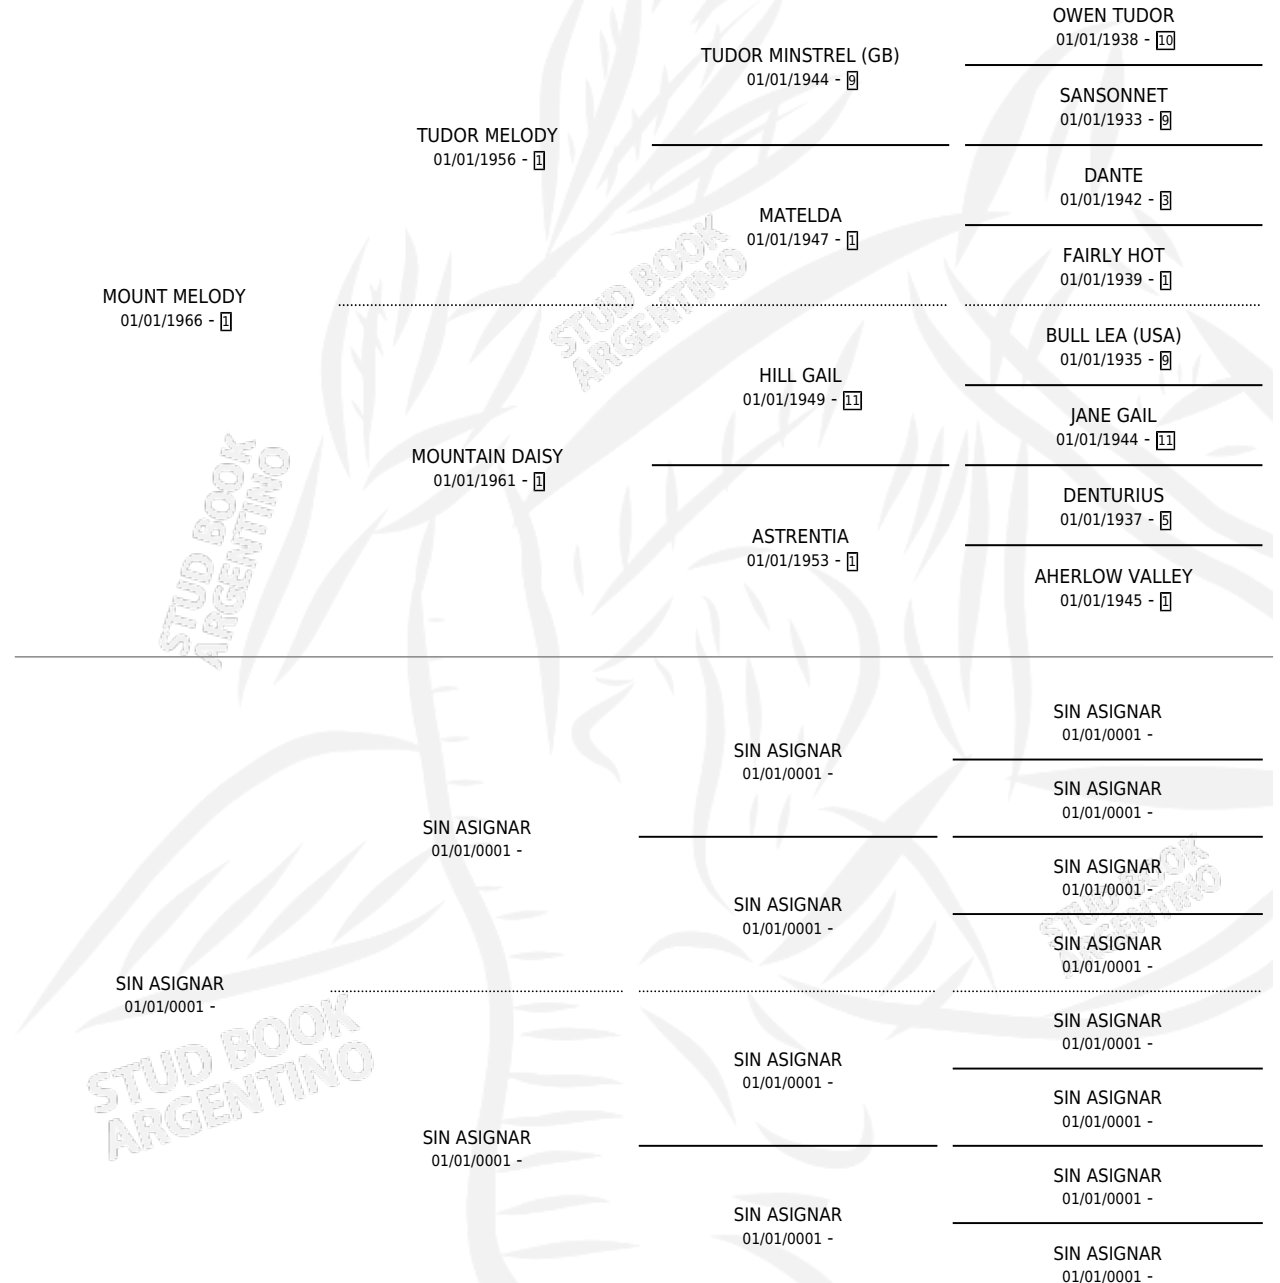 OWEN TUDOR
01/01/1938 - 10
TUDOR MINSTREL (GB)
01/01/1944 - 9
SANSONNET
01/01/1933 - 9
TUDOR MELODY
01/01/1956 - 1
DANTE
01/01/1942 - 3
MATELDA
01/01/1947 - 1
FAIRLY HOT
01/01/1939 - 1
MOUNT MELODY
01/01/1966 - 1
BULL LEA (USA)
01/01/1935 - 9
HILL GAIL
01/01/1949 - 11
JANE GAIL
01/01/1944 - 11
MOUNTAIN DAISY
01/01/1961 - 1
DENTURIUS
01/01/1937 - 5
ASTRENTIA
01/01/1953 - 1
AHERLOW VALLEY
01/01/1945 - 1
STUD BOOK
ARGENTINO
STUD BOOK
ARGENTINO
SIN ASIGNAR
01/01/0001 -
SIN ASIGNAR
01/01/0001 -
SIN ASIGNAR
01/01/0001 -
SIN ASIGNAR
01/01/0001 -
SIN ASIGNAR
01/01/0001 -
SIN ASIGNAR
01/01/0001 -
SIN ASIGNAR
01/01/0001 -
SIN ASIGNAR
01/01/0001 -
SIN ASIGNAR
01/01/0001 -
SIN ASIGNAR
01/01/0001 -
SIN ASIGNAR
01/01/0001 -
SIN ASIGNAR
01/01/0001 -
SIN ASIGNAR
01/01/0001 -
SIN ASIGNAR
01/01/0001 -
SIN ASIGNAR
01/01/0001 -
STUD BOOK
ARGENTINO
STUD BOOK
ARGENTINO